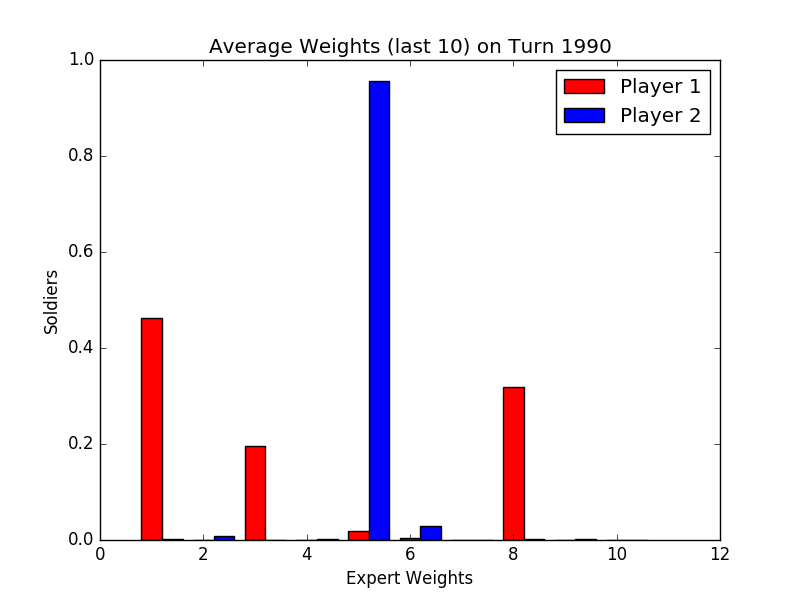 Average Weights (last 10) on Turn 1990
1.0
Player 1
Player 2
0.8
0.6
Soldiers
0.4
0.2
0.0
0 2 4 6 8 10 12
Expert Weights